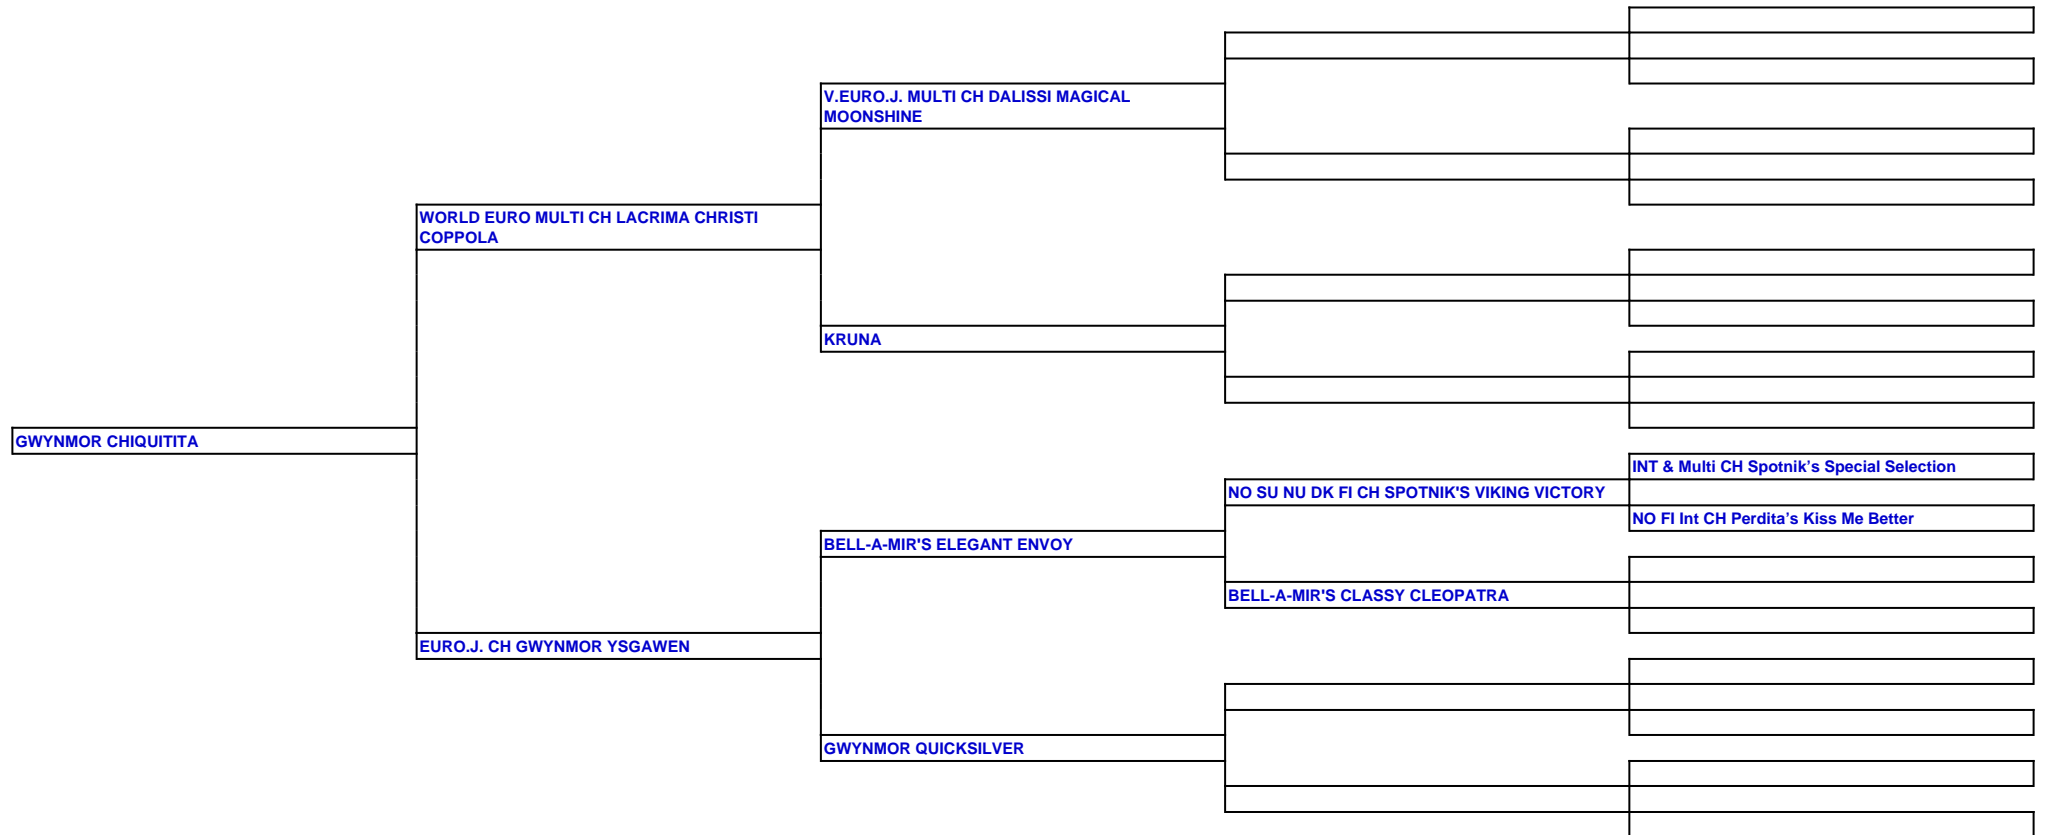 V.EURO.J. MULTI CH DALISSI MAGICAL
MOONSHINE
WORLD EURO MULTI CH LACRIMA CHRISTI
COPPOLA
KRUNA
GWYNMOR CHIQUITITA
INT & Multi CH Spotnik’s Special Selection
NO SU NU DK FI CH SPOTNIK'S VIKING VICTORY
NO FI Int CH Perdita’s Kiss Me Better
BELL-A-MIR'S ELEGANT ENVOY
BELL-A-MIR'S CLASSY CLEOPATRA
EURO.J. CH GWYNMOR YSGAWEN
GWYNMOR QUICKSILVER